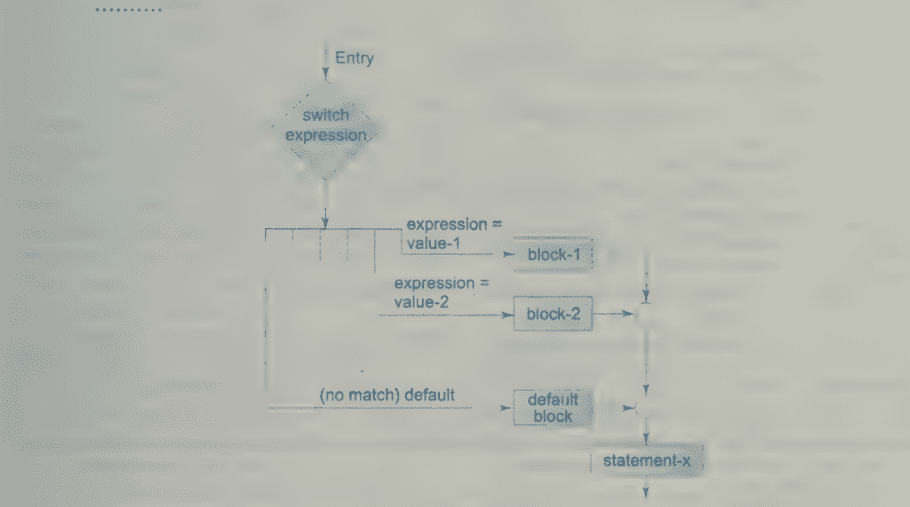 Entry
switch
expression
expression =
value-1
block-1
expression =
value-2
block-2
(no match) default
default
block
statement-x